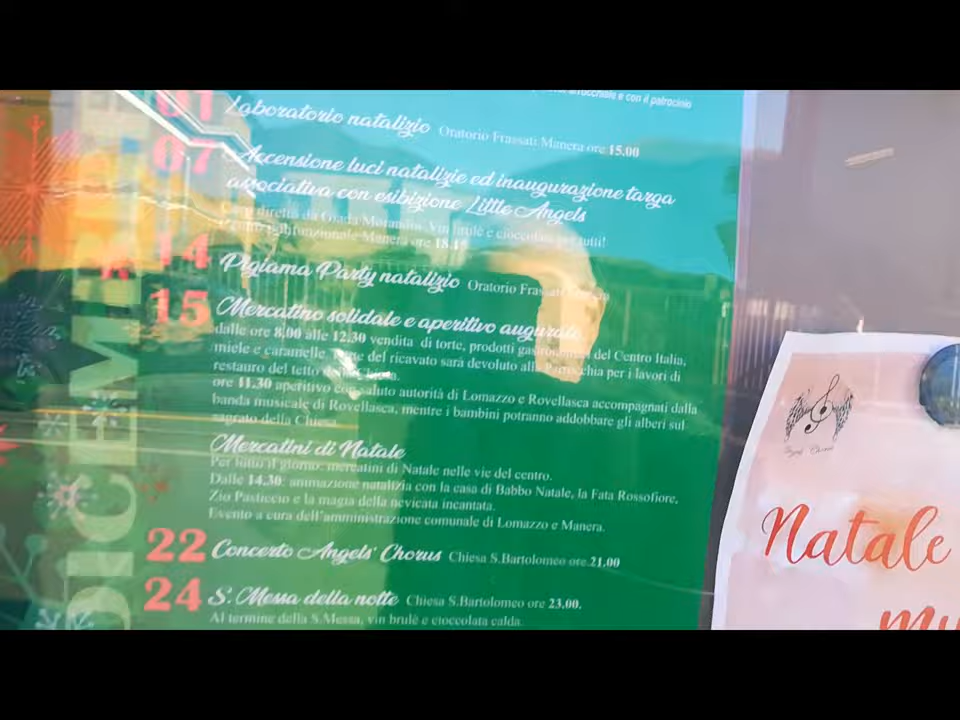 e con il patrocinio
01 Laboratorio natalizio Oratorio Frassati Manera ore 15.00
07 Accensione luci natalizie ed inaugurazione targa
associativa con esibizione Little Angels
diretta da Giada Morandi. Vin brulè e cioccolata per tutti!
Manera ore 18.15
14 Pigiama Party natalizio Oratorio Frassati
15 Mercatino solidale e aperitivo augurale
dalle ore 8,00 alle 12,30 vendita di torte, prodotti gastronomici del Centro Italia,
miele e caramelle. Parte del ricavato sarà devoluto alla Parrocchia per i lavori di
restauro del tetto della Chiesa.
ore 11.30 aperitivo con saluto autorità di Lomazzo e Rovellasca accompagnati dalla
banda musicale di Rovellasca, mentre i bambini potranno addobbare gli alberi sul
sagrato della Chiesa.
Mercatini di Natale
Per tutto il giorno: mercatini di Natale nelle vie del centro.
Dalle 14.30: animazione natalizia con la casa di Babbo Natale, la Fata Rossofiore,
Zio Pasticcio e la magia della nevicata incantata.
Evento a cura dell'amministrazione comunale di Lomazzo e Manera.
22 Concerto Angels' Chorus Chiesa S.Bartolomeo ore 21,00
24 S. Messa della notte Chiesa S.Bartolomeo ore 23,00.
Al termine della S.Messa, vin brulè e cioccolata calda.
DICEMBRE
Natale
mu